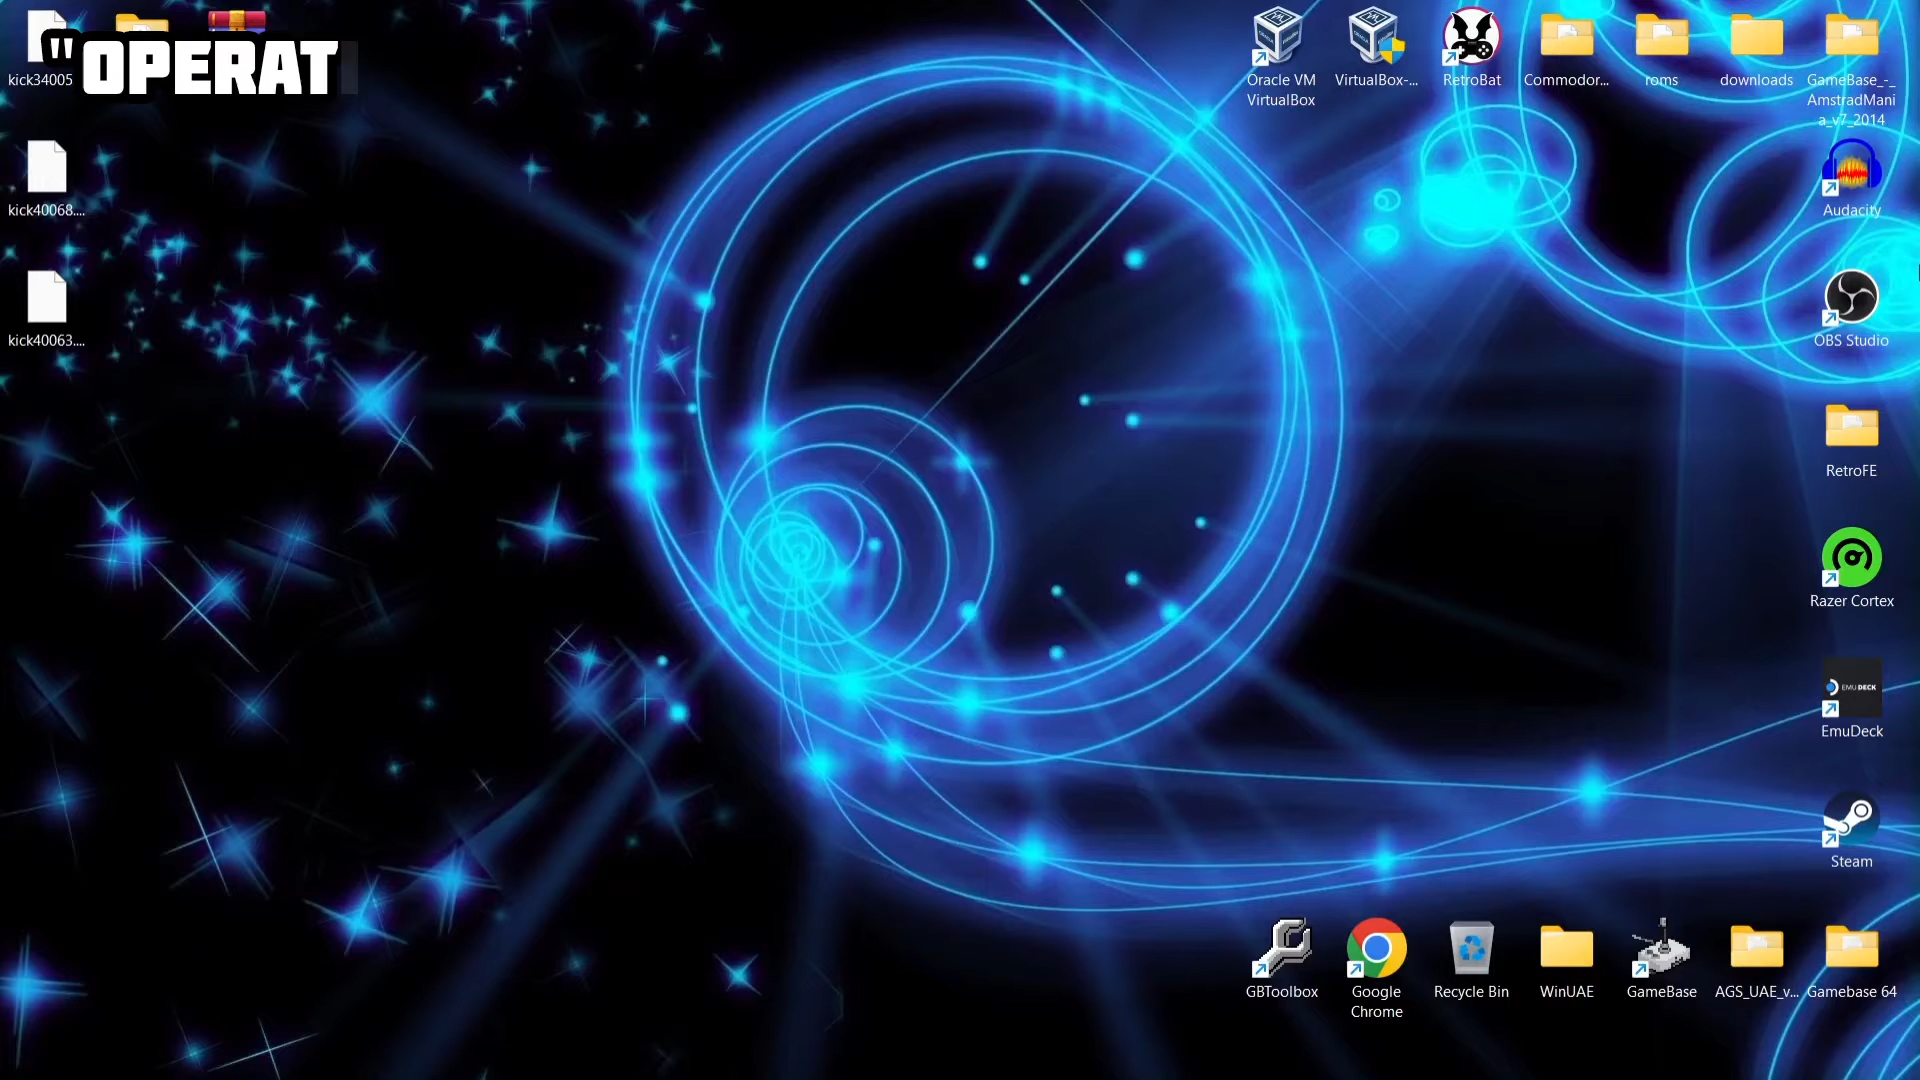 "OPERAT
kick34005
kick40068....
kick40063....
Oracle VM
VirtualBox
VirtualBox-...
RetroBat
Commodor...
roms
downloads
GameBase_-_
AmstradMani
a_v7_2014
Audacity
OBS Studio
RetroFE
Razer Cortex
EMUDECK
EmuDeck
Steam
GBToolbox
Google
Chrome
Recycle Bin
WinUAE
GameBase
AGS_UAE_v...
Gamebase 64